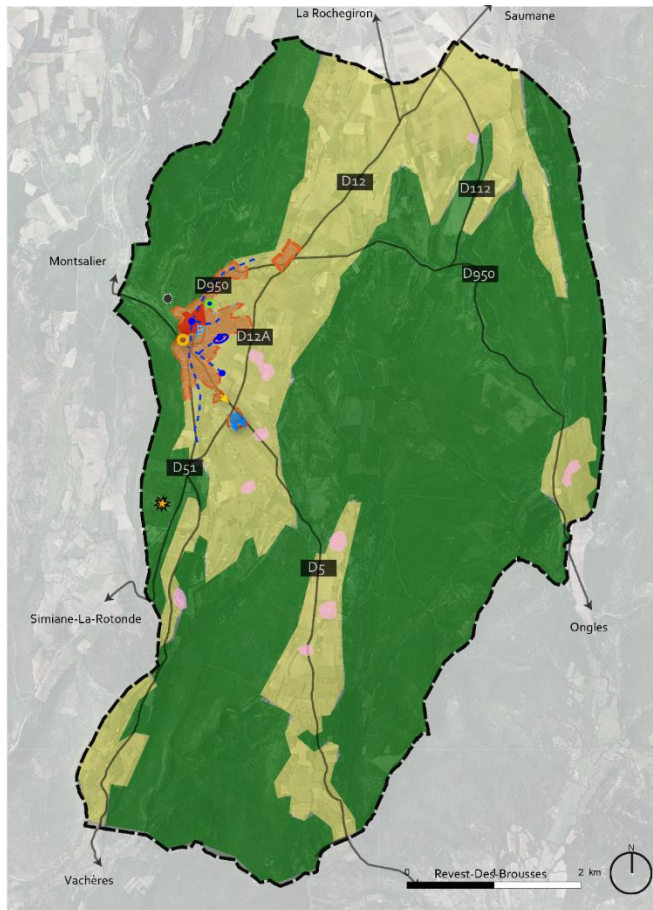 La Rochegiron
Saumane
D12
D112
Montsalier
D950
D950
D12A
D51
D5
Simiane-La-Rotonde
Ongles
Vachères
N
0 Revest-Des-Brousses 2 km